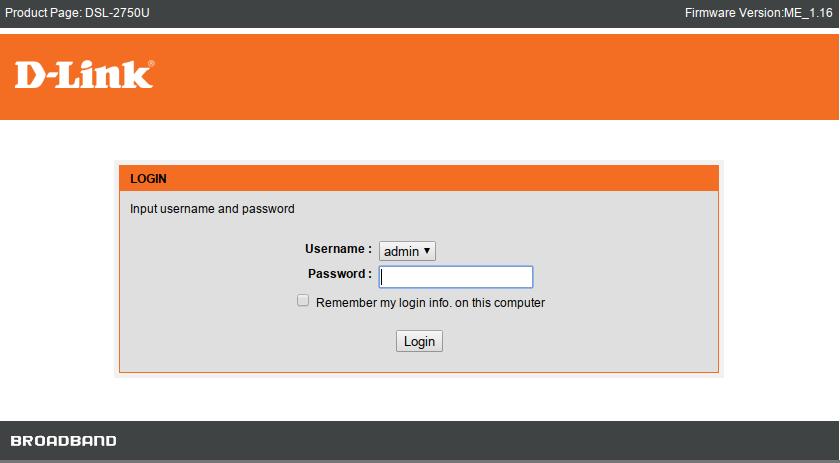 Product Page: DSL-2750U Firmware Version:ME_1.16
D-Link®
LOGIN
Input username and password
Username : admin ▼
Password :
Remember my login info. on this computer
Login
BROADBAND